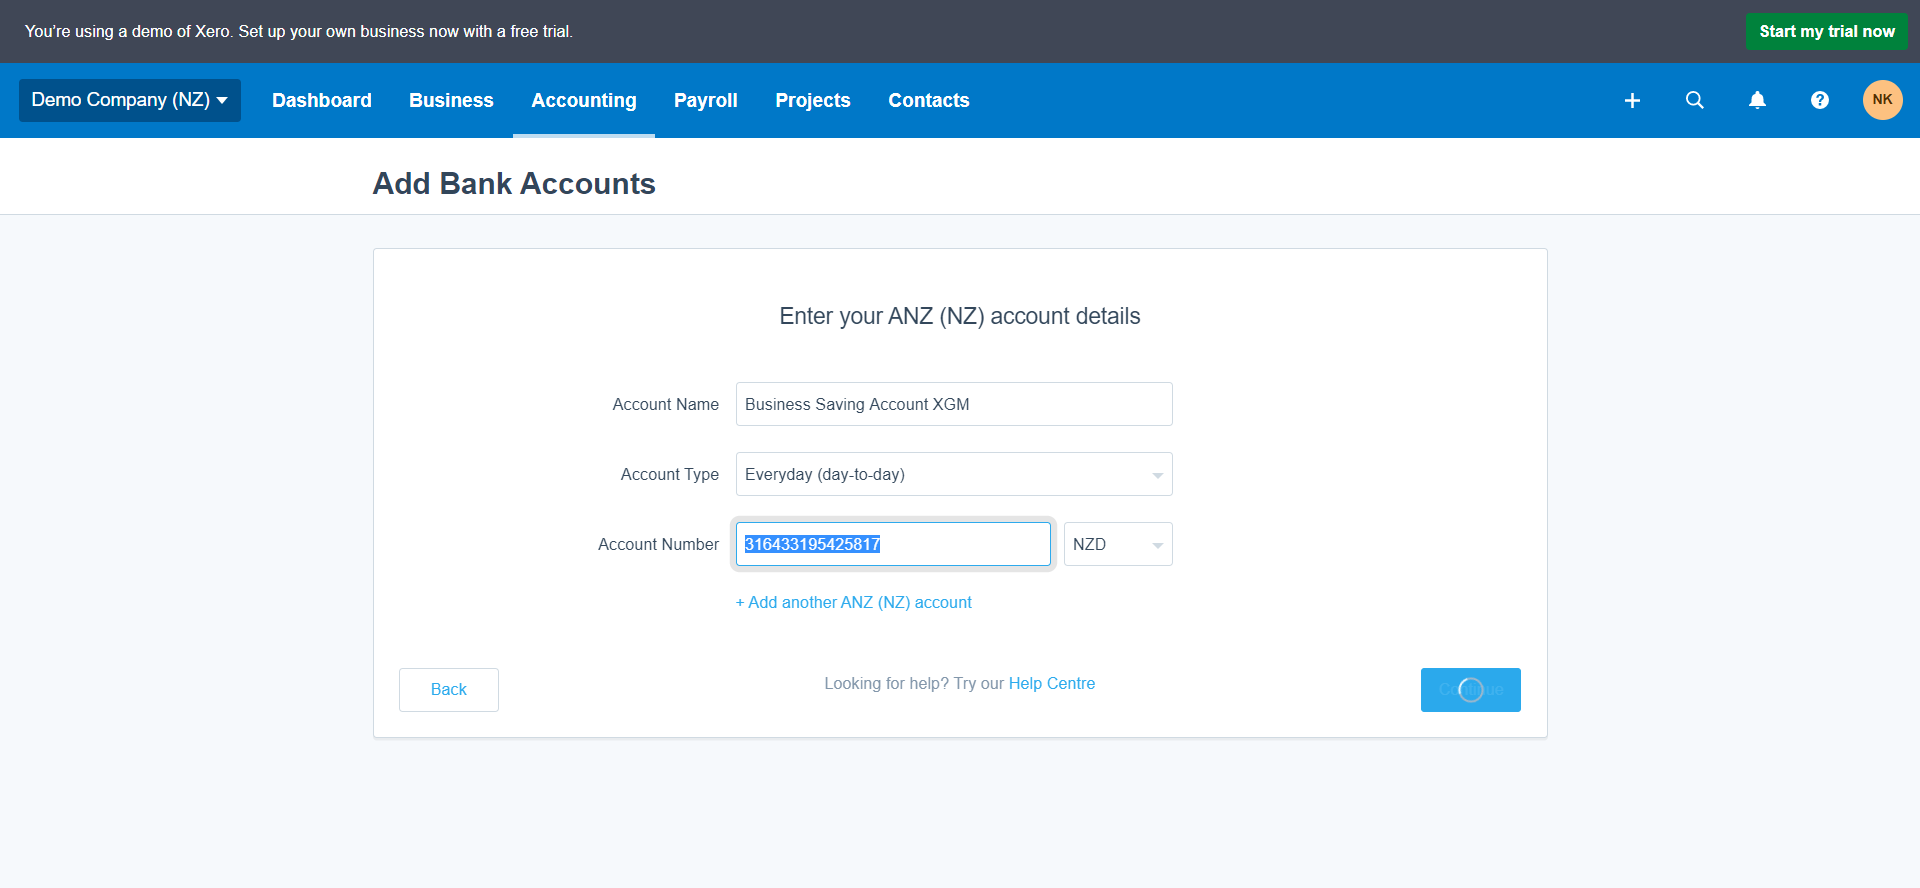 You're using a demo of Xero. Set up your own business now with a free trial.
Start my trial now
Demo Company (NZ)
Dashboard
Business
Accounting
Payroll
Projects
Contacts
NK
Add Bank Accounts
Enter your ANZ (NZ) account details
Account Name
Business Saving Account XGM
Account Type
Everyday (day-to-day)
Account Number
316433195425817
NZD
+ Add another ANZ (NZ) account
Back
Looking for help? Try our Help Centre
Continue